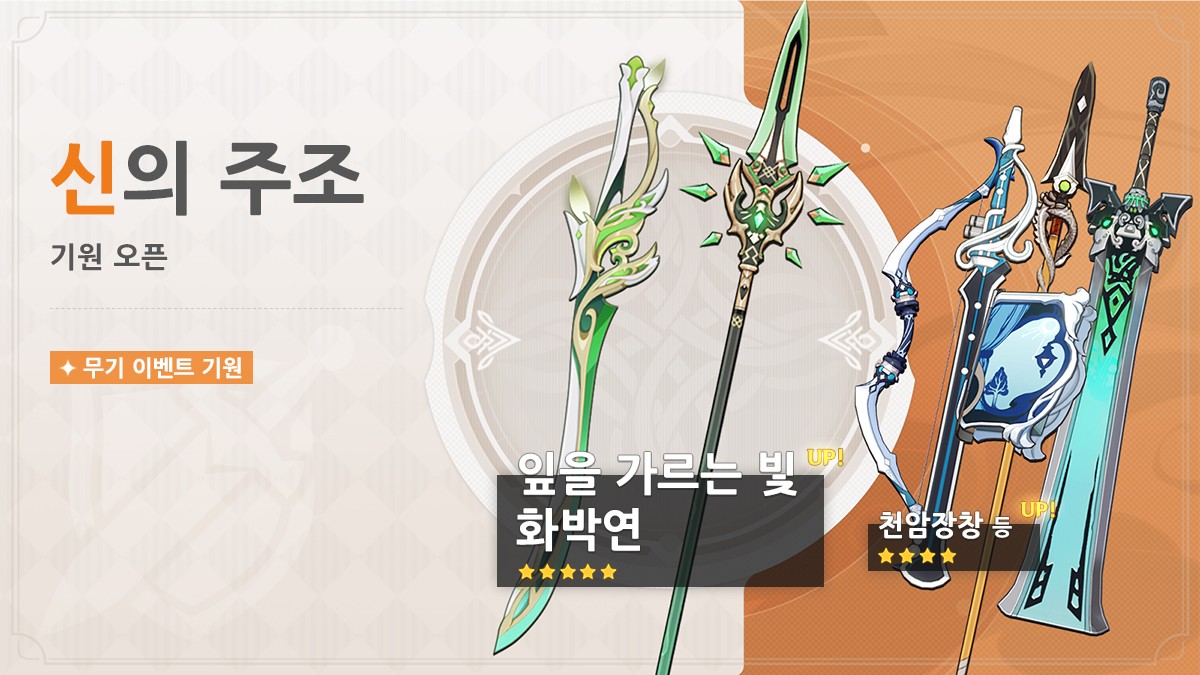 신의 주조
기원 오픈
✦ 무기 이벤트 기원
잎을 가르는 빛 UP!
화박연
천암장창 등 UP!